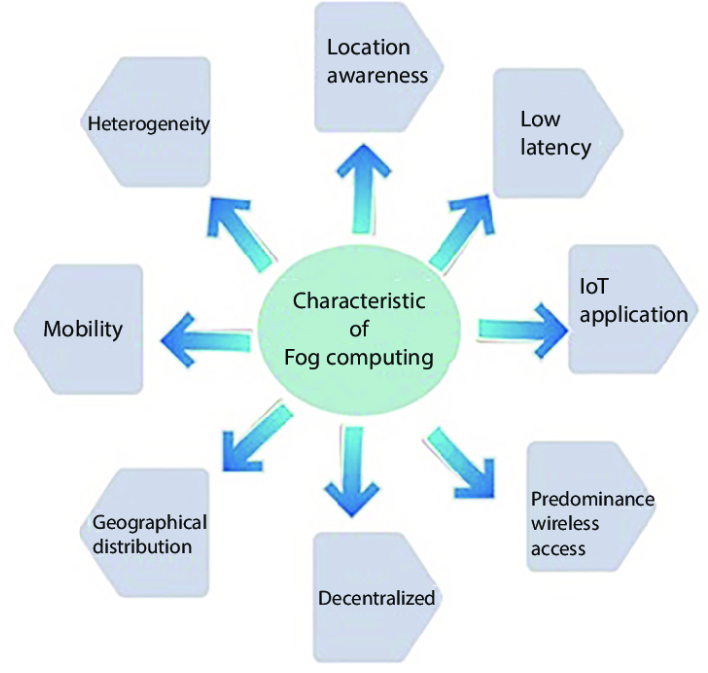 Location
awareness
Low
latency
IoT
application
Predominance
wireless
access
Decentralized
Geographical
distribution
Mobility
Heterogeneity
Characteristic
of
Fog computing